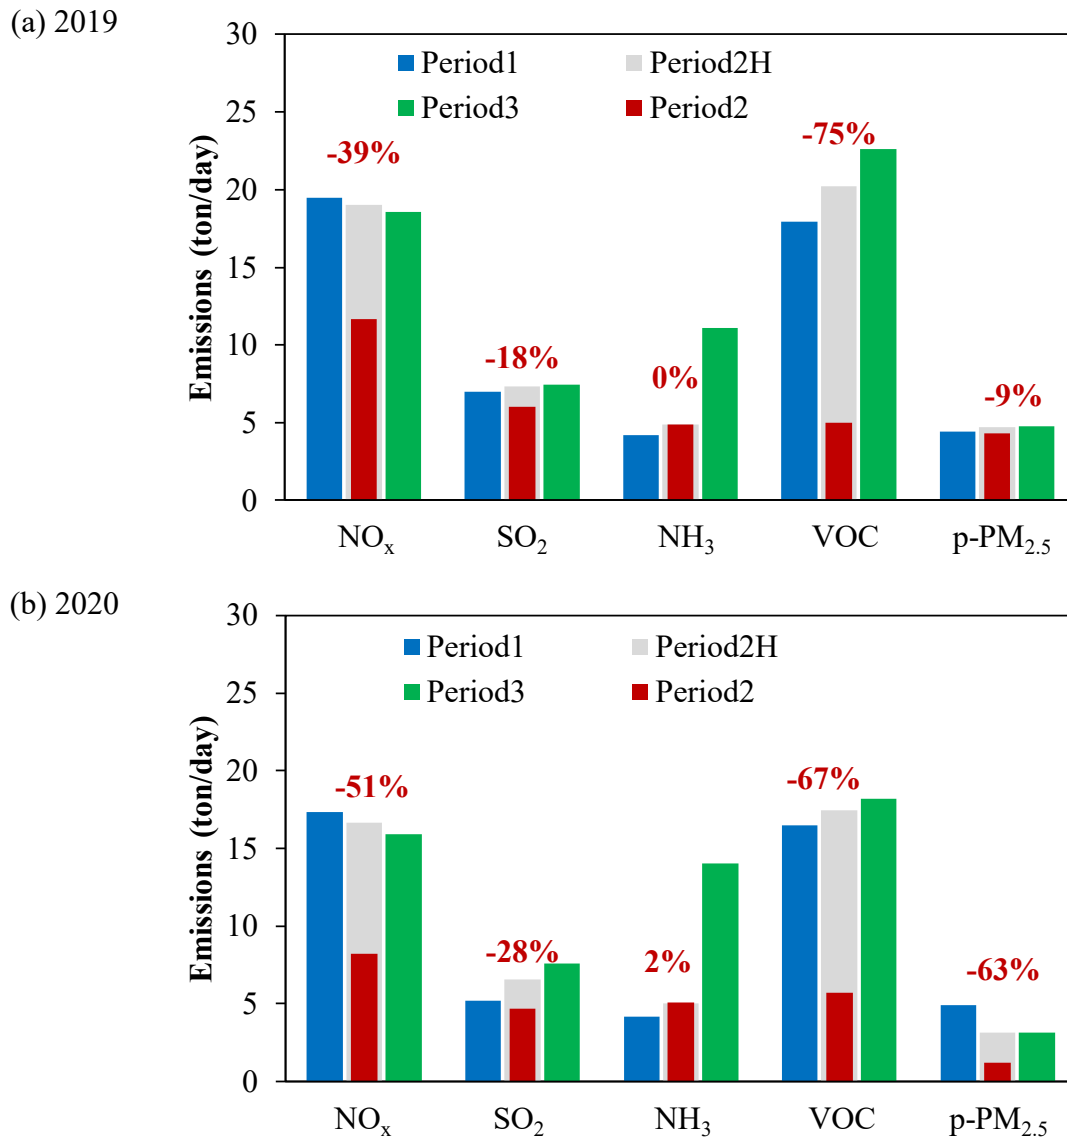 (a) 2019
30
25
20
15
10
5
0
Emissions (ton/day)
Period1
Period2H
Period3
Period2
-39%
-18%
0%
-75%
-9%
NOₓ
SO₂
NH₃
VOC
p-PM₂.₅
(b) 2020
30
25
20
15
10
5
0
Emissions (ton/day)
Period1
Period2H
Period3
Period2
-51%
-28%
2%
-67%
-63%
NOₓ
SO₂
NH₃
VOC
p-PM₂.₅